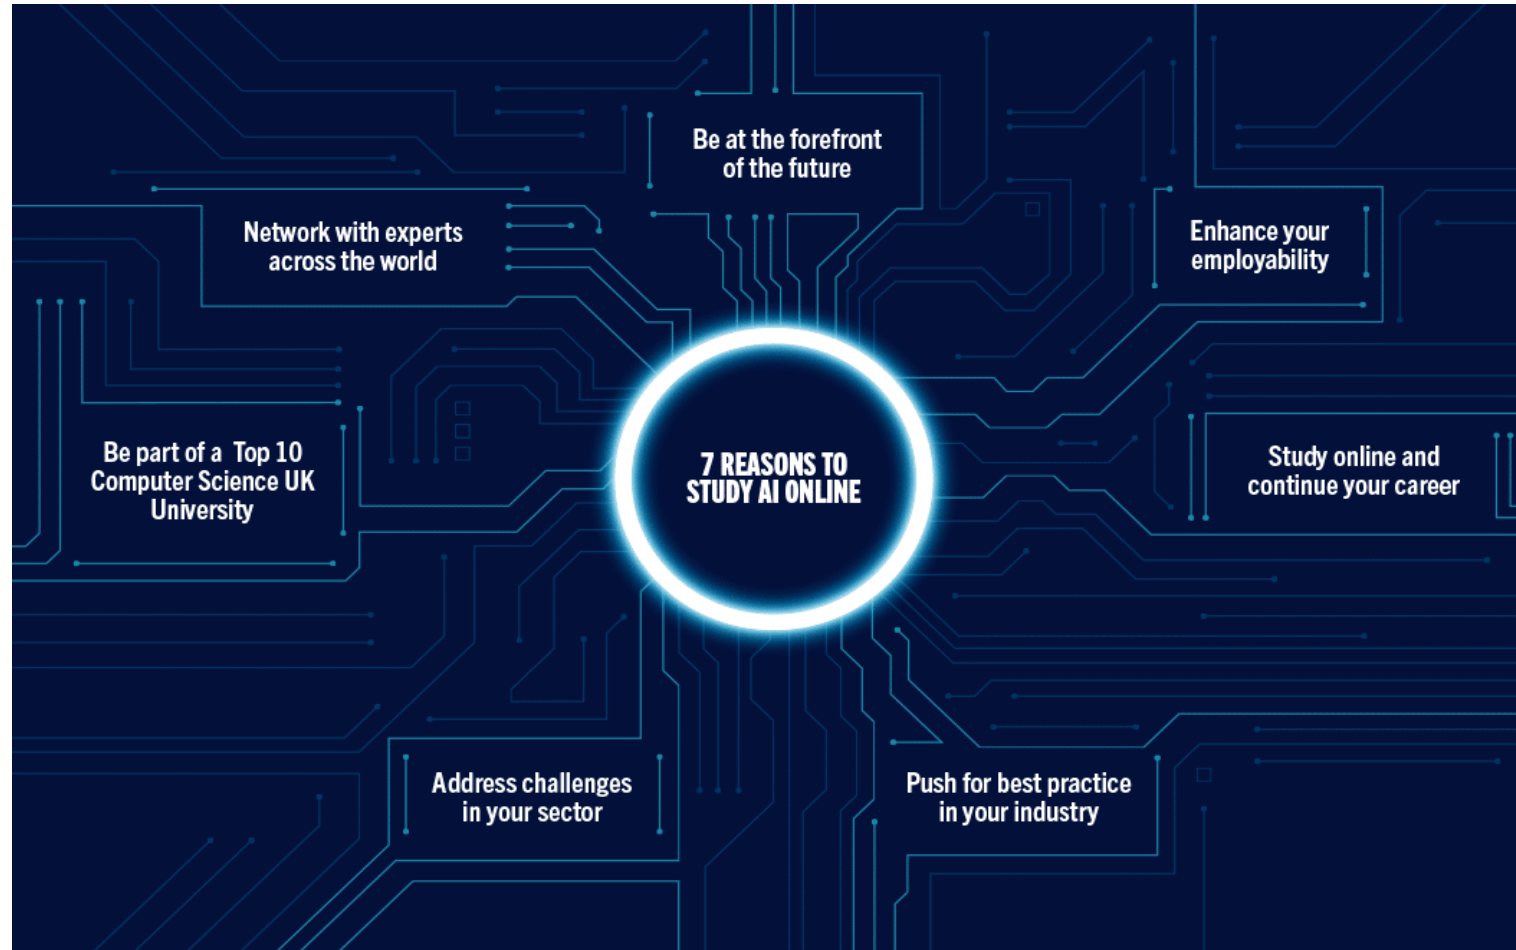 Be at the forefront
of the future
Network with experts
across the world
Enhance your
employability
Be part of a  Top 10
Computer Science UK
University
7 REASONS TO
STUDY AI ONLINE
Study online and
continue your career
Address challenges
in your sector
Push for best practice
in your industry